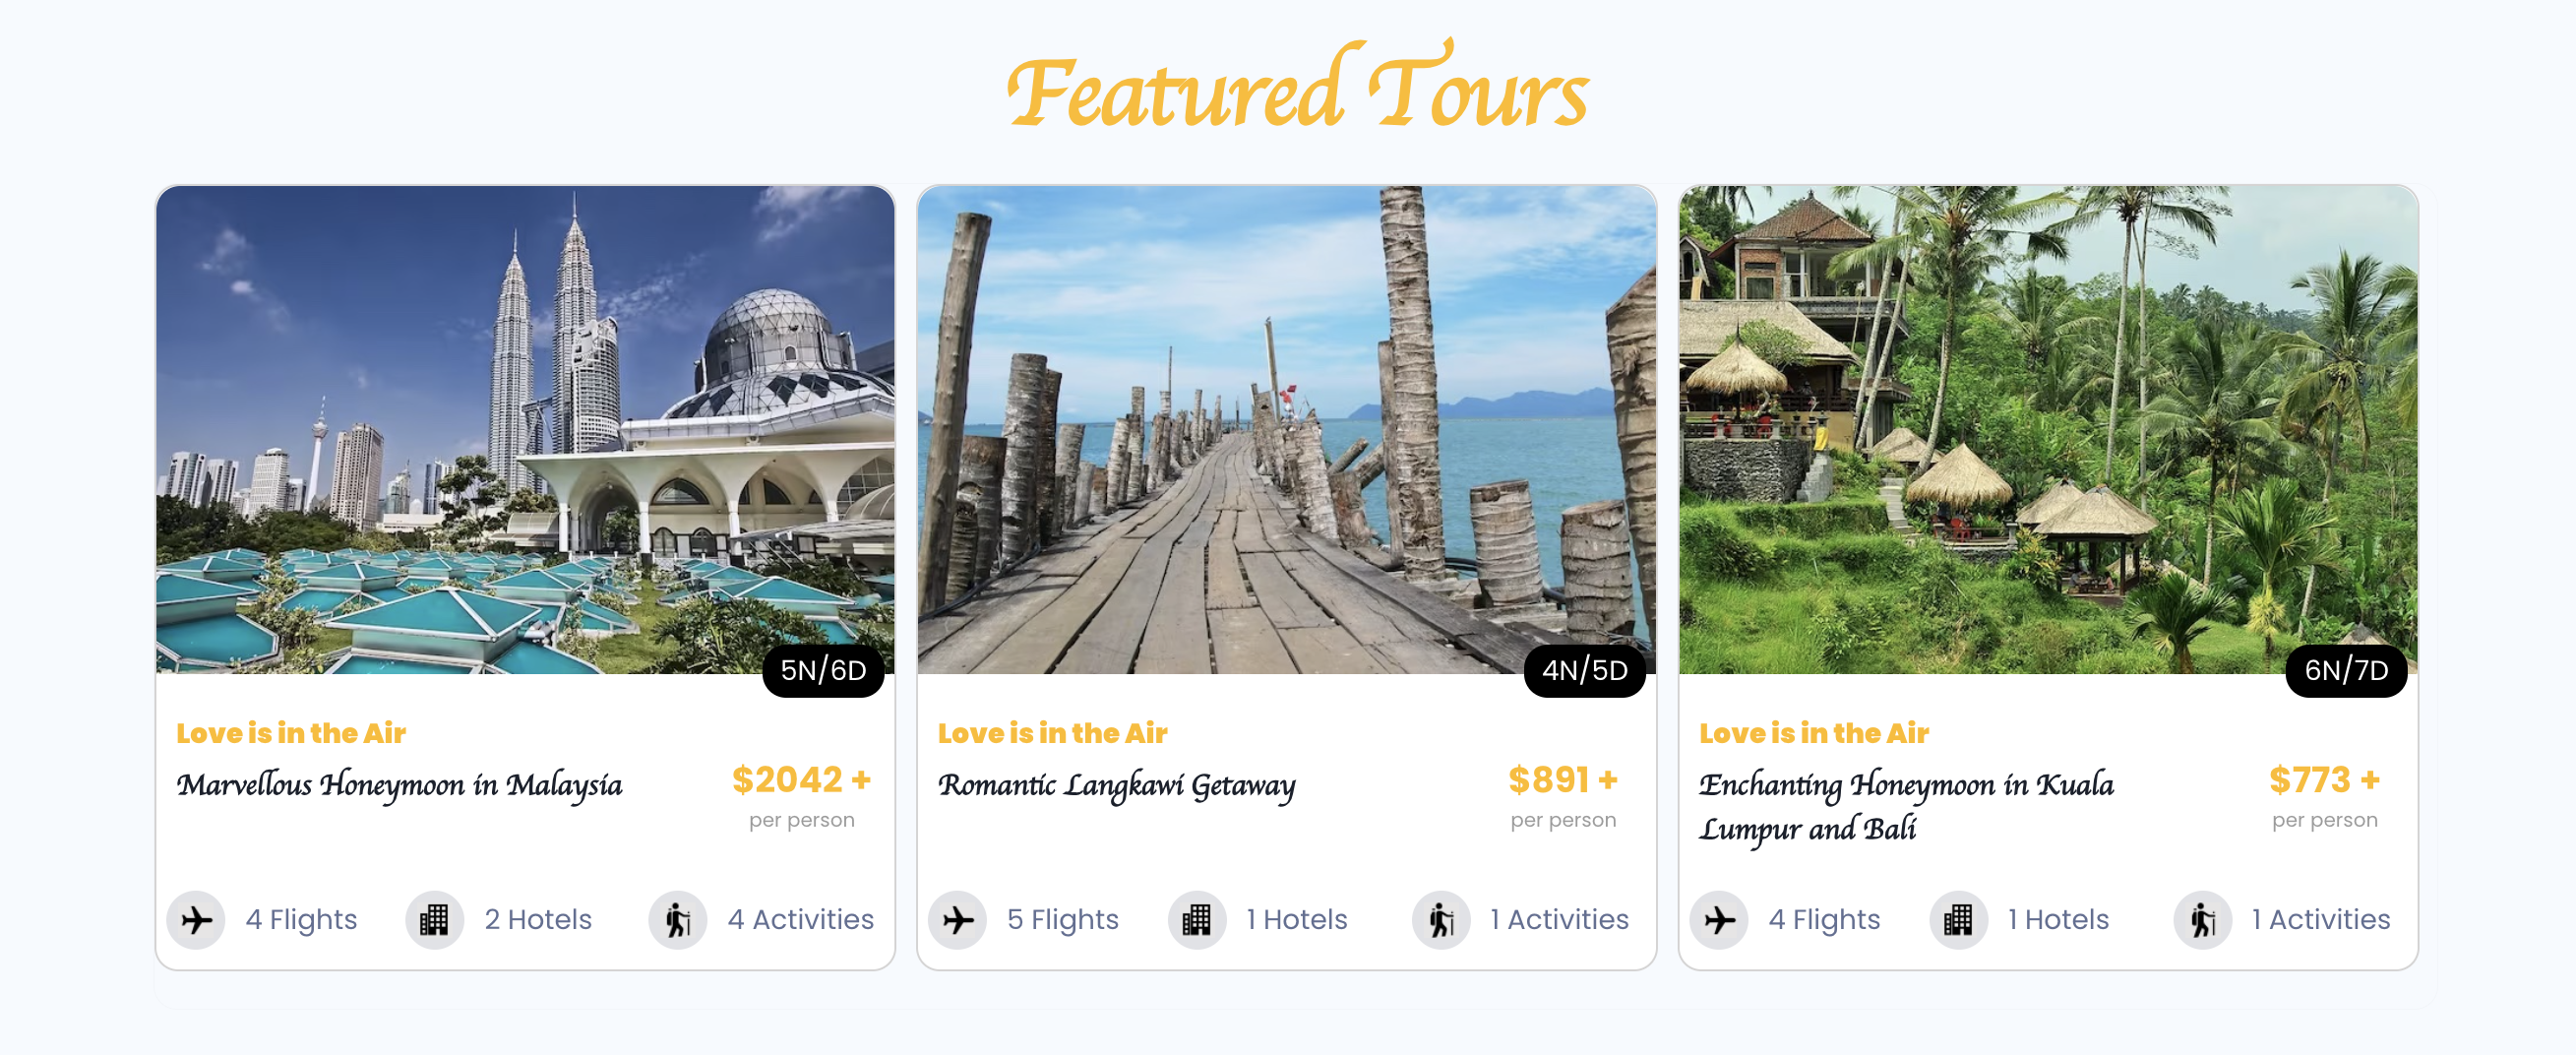 Featured Tours
5N/6D
Love is in the Air
Marvellous Honeymoon in Malaysia
$2042 +
per person
4 Flights
2 Hotels
4 Activities
4N/5D
Love is in the Air
Romantic Langkawi Getaway
$891 +
per person
5 Flights
1 Hotels
1 Activities
6N/7D
Love is in the Air
Enchanting Honeymoon in Kuala
Lumpur and Bali
$773 +
per person
4 Flights
1 Hotels
1 Activities